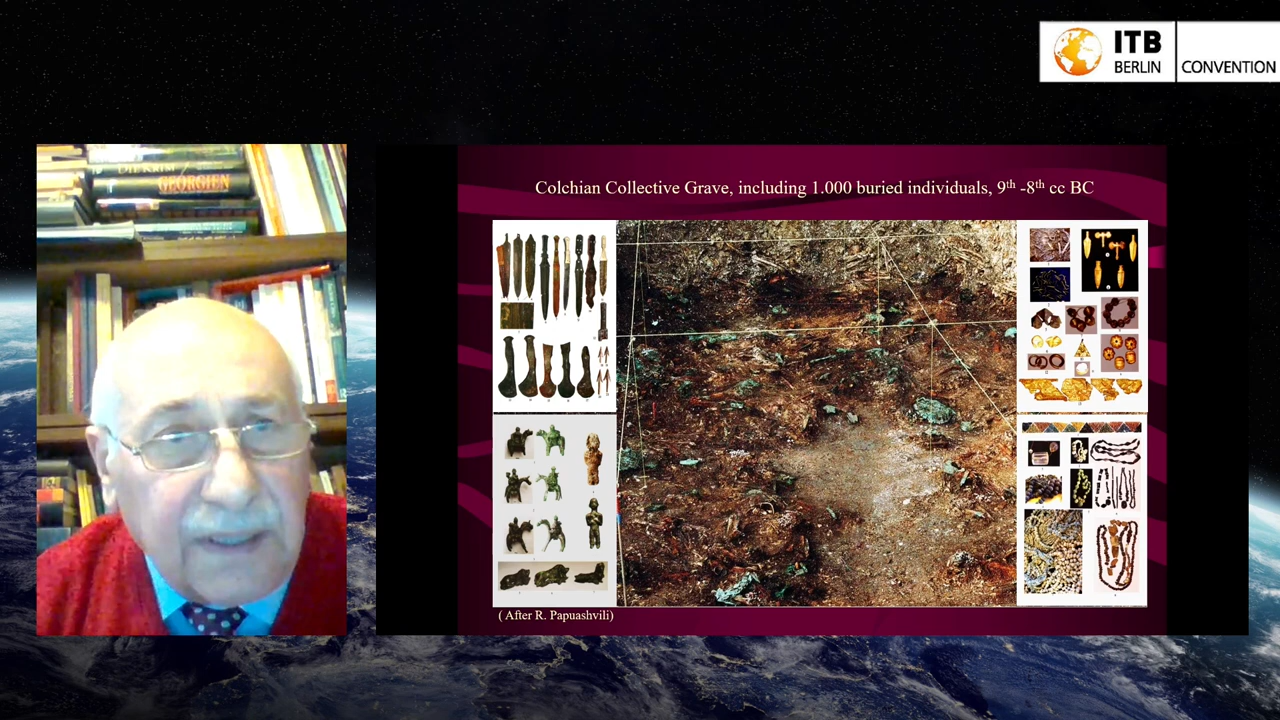 ITB
BERLIN
CONVENTION
DIE KRIM
GEORGIEN
Colchian Collective Grave, including 1.000 buried individuals, 9th -8th cc BC
( After R. Papuashvili)